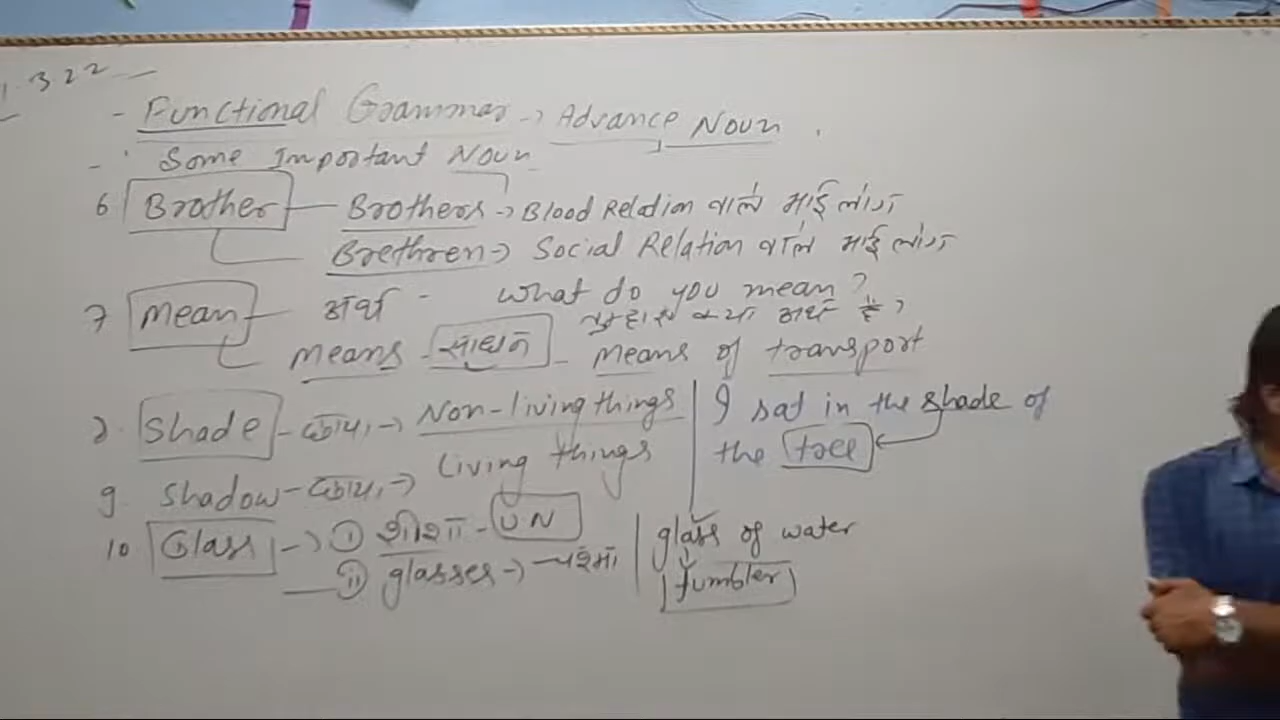 1.322 —
- Functional Grammar → Advance Noun .
- Some Important Noun
6 Brother — Brothers → Blood Relation वाले भाई लोग
Brethren → Social Relation वाले भाई लोग
7 Mean — अर्थ - What do you mean?
तुम्हारा क्या अर्थ है?
Means - साधन - Means of transport
8. Shade - छाया → Non-living things
I sat in the shade of
the tree
9 Shadow - छाया → Living things
10 Glass → (i) शीशा - UN
glass of water
(ii) glasses → चश्मा
Tumbler